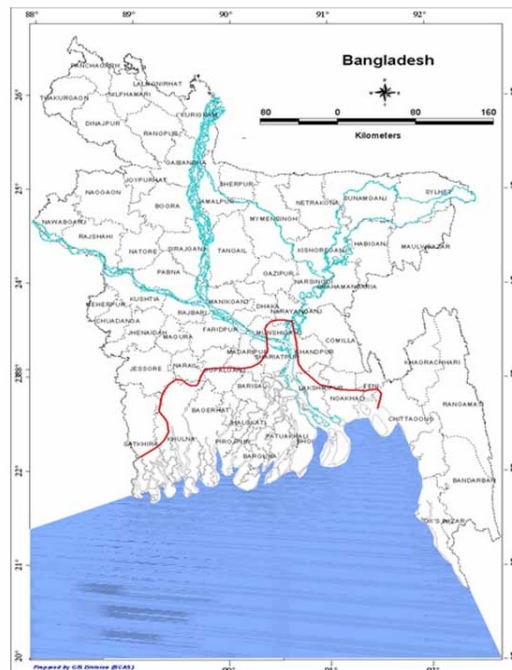 88° 89° 90° 91° 92°
Bangladesh
80 0 80 160
Kilometers
PANCHAGARH
LALMONIRHAT
THAKURGAON NILPHAMARI
26°
KURIGRAM
DINAJPUR
RANGPUR
GAIBANDHA
JOYPURHAT
SHERPUR
25°
NAOGAON
BOGRA
JAMALPUR
NETRAKONA
SUNAMGANJ
SYLHET
MYMENSINGH
NAWABGANJ
RAJSHAHI
NATORE
SIRAJGANJ
TANGAIL
KISHOREGANJ
HABIGANJ
MAULVIBAZAR
PABNA
GAZIPUR
NARSINGDI
24°
BRAHAMANBARIA
KUSHTIA
MEHERPUR
MANIKGANJ
DHAKA
NARAYANGANJ
RAJBARI
CHUADANGA
JHENAIDAH
MAGURA
FARIDPUR
MUNSHIGANJ
COMILLA
MADARIPUR
SHARIATPUR
CHANDPUR
KHAGRACHHARI
JESSORE
NARAIL
GOPALGANJ
23°
BARISAL
LAKSHMIPUR
FENI
NOAKHALI
RANGAMATI
CHITTAGONG
BAGERHAT
JHALOKATI
KHULNA
SATKHIRA
PIROJPUR
PATUAKHALI
BHOLA
BARGUNA
22°
BANDARBAN
COX'S BAZAR
21°
20°
Prepared by GIS Division (BCAS)
90° 91° 92°